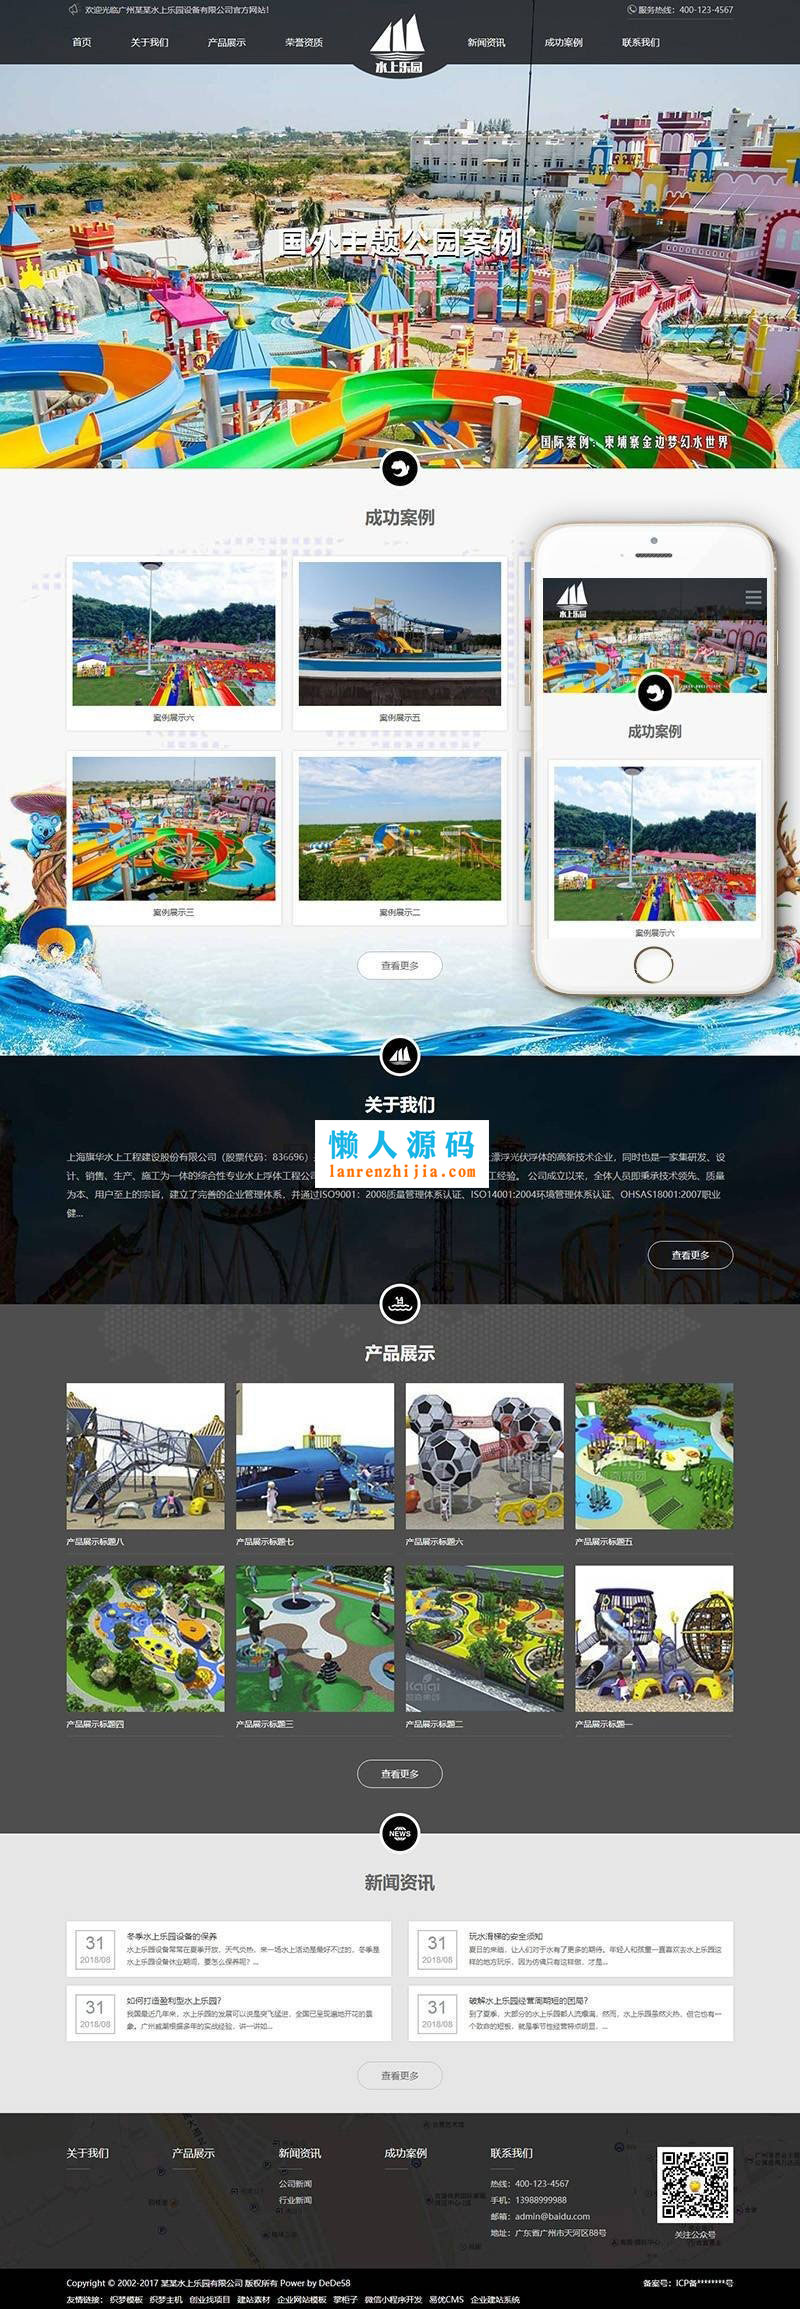 欢迎光临广州某某水上乐园设备有限公司官方网站!
服务热线：400-123-4567
首页
关于我们
产品展示
荣誉资质
水上乐园
新闻资讯
成功案例
联系我们
国外主题公园案例
国际案例：柬埔寨金边梦幻水世界
成功案例
案例展示六
案例展示五
案例展示三
案例展示二
查看更多
水上乐园
成功案例
案例展示六
关于我们
上海旗华水上工程建设股份有限公司（股票代码：836696）
上漂浮光伏浮体的高新技术企业，同时也是一家集研发、设
计、销售、生产、施工为一体的综合性专业水上浮体工程公司
工经验。 公司成立以来，全体人员即秉承技术领先、质量
为本、用户至上的宗旨，建立了完善的企业管理体系，并通过ISO9001：2008质量管理体系认证、ISO14001:2004环境管理体系认证、OHSAS18001:2007职业
健...
懒人源码
lanrenzhijia.com
查看更多
产品展示
产品展示标题八
产品展示标题七
产品展示标题六
产品展示标题五
产品展示标题四
产品展示标题三
产品展示标题二
产品展示标题一
查看更多
NEWS
新闻资讯
31
2018/08
冬季水上乐园设备的保养
水上乐园设备常常在夏季开放，天气炎热，来一场水上活动是最好不过的，冬季是
水上乐园设备休业期间，要怎么保养呢？...
31
2018/08
玩水滑梯的安全须知
夏日的来临，让人们对于水有了更多的期待。年轻人和孩童一直喜欢去水上乐园这
样的地方玩乐，因为仿佛只有这样做，才是...
31
2018/08
如何打造盈利型水上乐园？
我国最近几年来，水上乐园的发展可以说是突飞猛进，全国已呈现遍地开花的景
象。广州威潮根据多年的实战经验，讲一讲如...
31
2018/08
破解水上乐园经营周期短的困局？
到了夏季，大部分的水上乐园都人流爆满，然而，水上乐园虽然火热，但它也有一
个致命的短板，就是季节性经营特点明显，...
查看更多
关于我们
产品展示
新闻资讯
公司新闻
行业新闻
成功案例
联系我们
热线：400-123-4567
手机：13988999988
邮箱：admin@baidu.com
地址：广东省广州市天河区88号
关注公众号
Copyright © 2002-2017 某某水上乐园有限公司 版权所有 Power by DeDe58
备案号：ICP备********号
友情链接： 织梦模板 织梦主机 创业找项目 建站素材 企业网站模板 掌柜子 微信小程序开发 易优CMS 企业建站系统